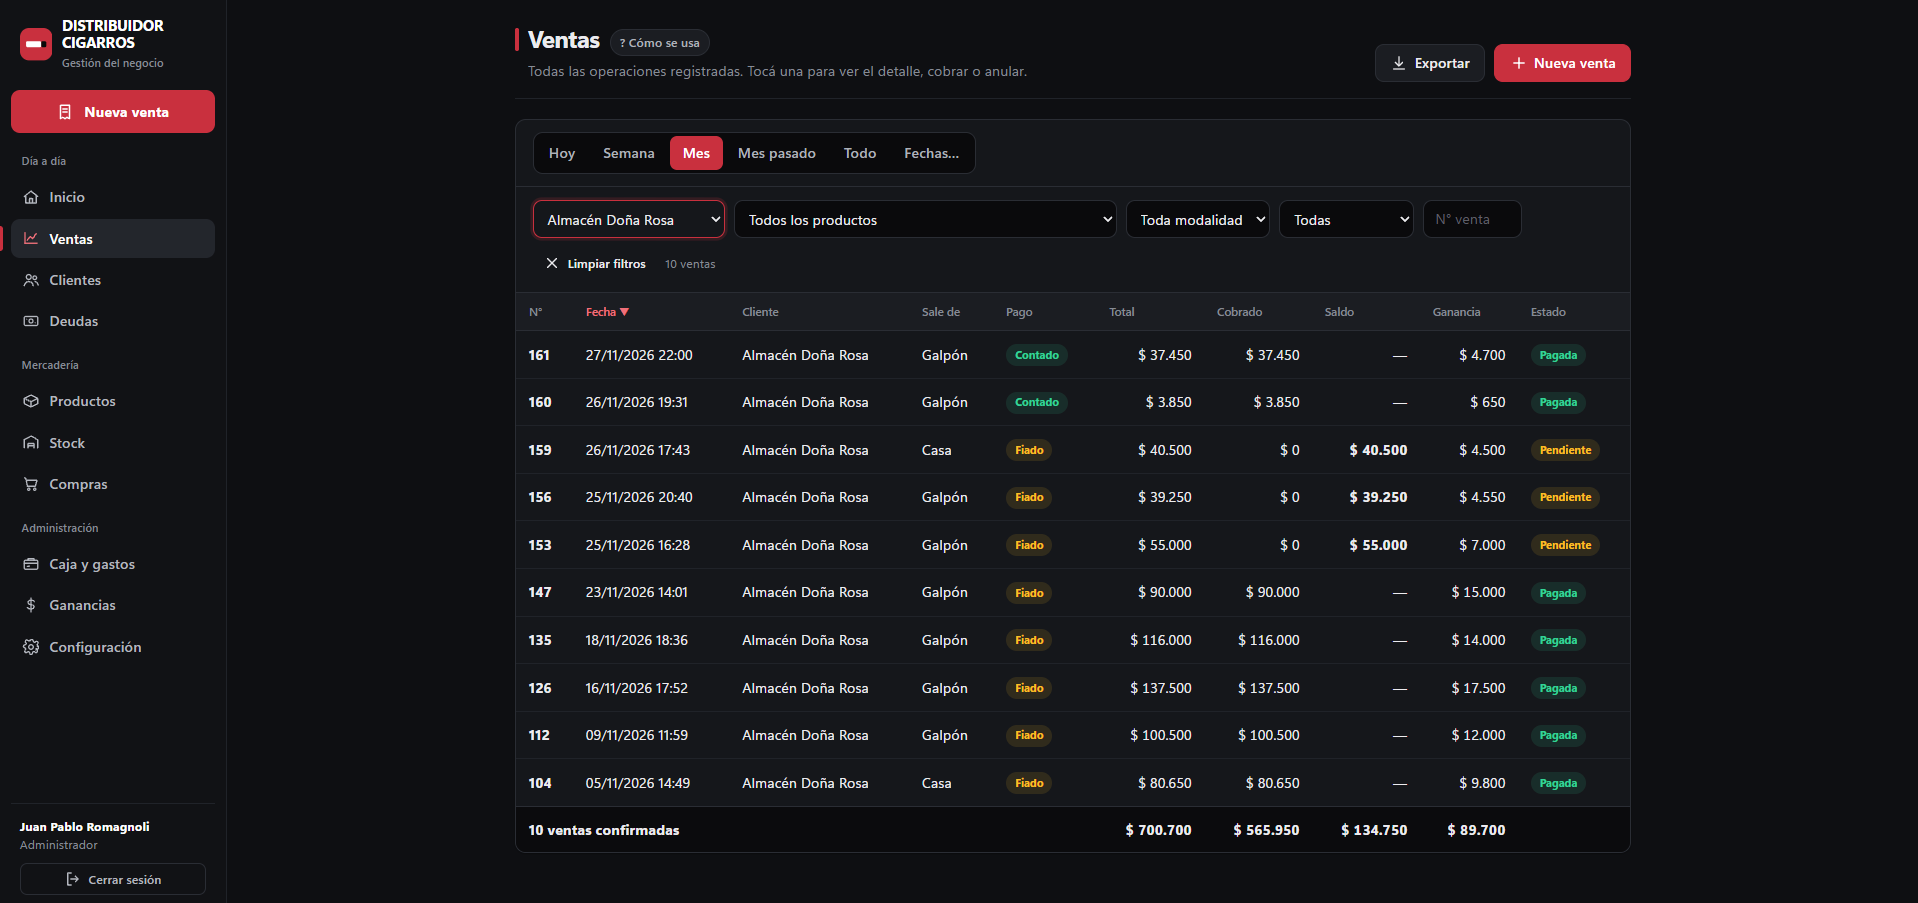 DISTRIBUIDOR
CIGARROS
Gestión del negocio
Nueva venta
Día a día
Inicio
Ventas
Clientes
Deudas
Mercadería
Productos
Stock
Compras
Administración
Caja y gastos
Ganancias
Configuración
Juan Pablo Romagnoli
Administrador
Cerrar sesión
Ventas ? Cómo se usa
Todas las operaciones registradas. Tocá una para ver el detalle, cobrar o anular.
Exportar + Nueva venta
Hoy Semana Mes Mes pasado Todo Fechas...
Almacén Doña Rosa Todos los productos Toda modalidad Todas N° venta
Limpiar filtros 10 ventas
N° Fecha ▼ Cliente Sale de Pago Total Cobrado Saldo Ganancia Estado
161 27/11/2026 22:00 Almacén Doña Rosa Galpón Contado $ 37.450 $ 37.450 — $ 4.700 Pagada
160 26/11/2026 19:31 Almacén Doña Rosa Galpón Contado $ 3.850 $ 3.850 — $ 650 Pagada
159 26/11/2026 17:43 Almacén Doña Rosa Casa Fiado $ 40.500 $ 0 $ 40.500 $ 4.500 Pendiente
156 25/11/2026 20:40 Almacén Doña Rosa Galpón Fiado $ 39.250 $ 0 $ 39.250 $ 4.550 Pendiente
153 25/11/2026 16:28 Almacén Doña Rosa Galpón Fiado $ 55.000 $ 0 $ 55.000 $ 7.000 Pendiente
147 23/11/2026 14:01 Almacén Doña Rosa Galpón Fiado $ 90.000 $ 90.000 — $ 15.000 Pagada
135 18/11/2026 18:36 Almacén Doña Rosa Galpón Fiado $ 116.000 $ 116.000 — $ 14.000 Pagada
126 16/11/2026 17:52 Almacén Doña Rosa Galpón Fiado $ 137.500 $ 137.500 — $ 17.500 Pagada
112 09/11/2026 11:59 Almacén Doña Rosa Galpón Fiado $ 100.500 $ 100.500 — $ 12.000 Pagada
104 05/11/2026 14:49 Almacén Doña Rosa Casa Fiado $ 80.650 $ 80.650 — $ 9.800 Pagada
10 ventas confirmadas $ 700.700 $ 565.950 $ 134.750 $ 89.700